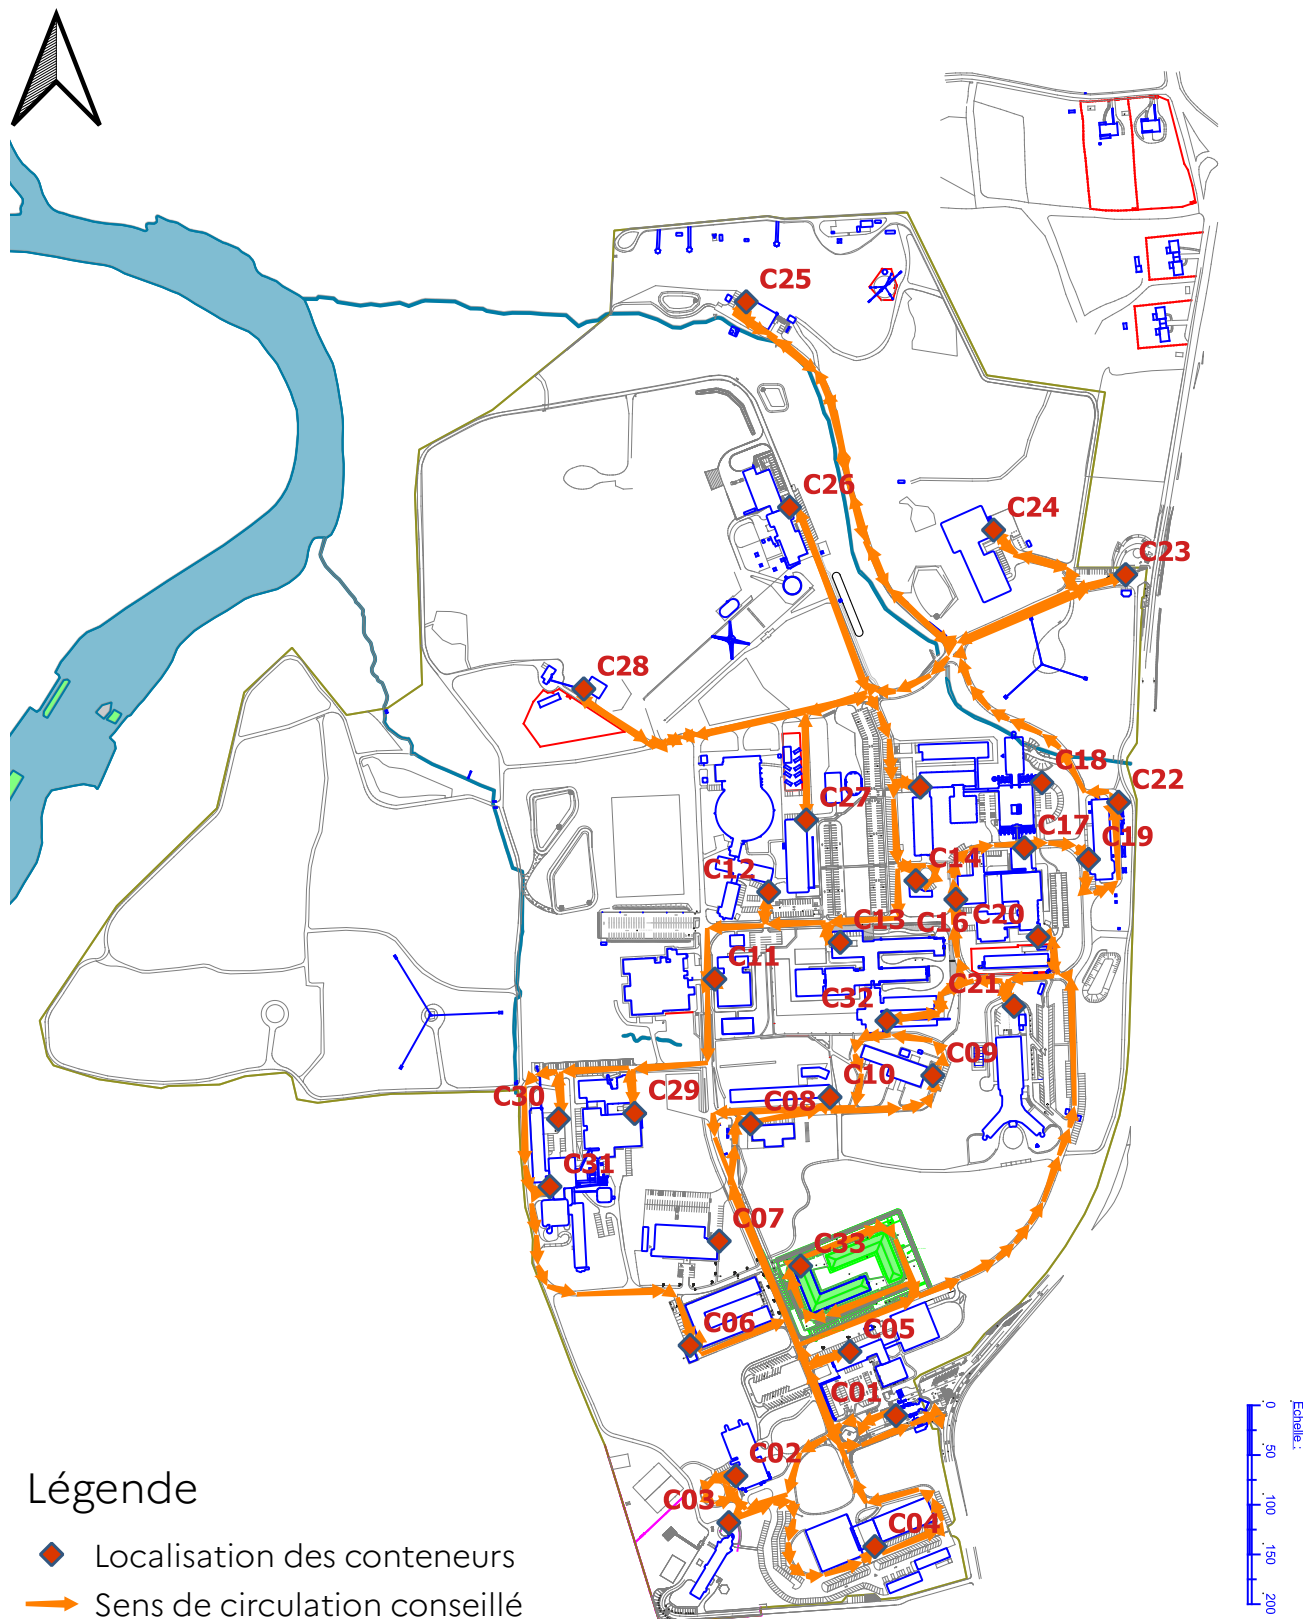 C25
C26
C24
C23
C28
C18
C22
C27
C17
C19
C14
C12
C16
C20
C13
C11
C21
C32
C09
C10
C08
C29
C30
C31
C07
C33
C06
C05
C01
C02
C03
C04
Echelle :
0
50
100
150
200
Légende
Localisation des conteneurs
Sens de circulation conseillé